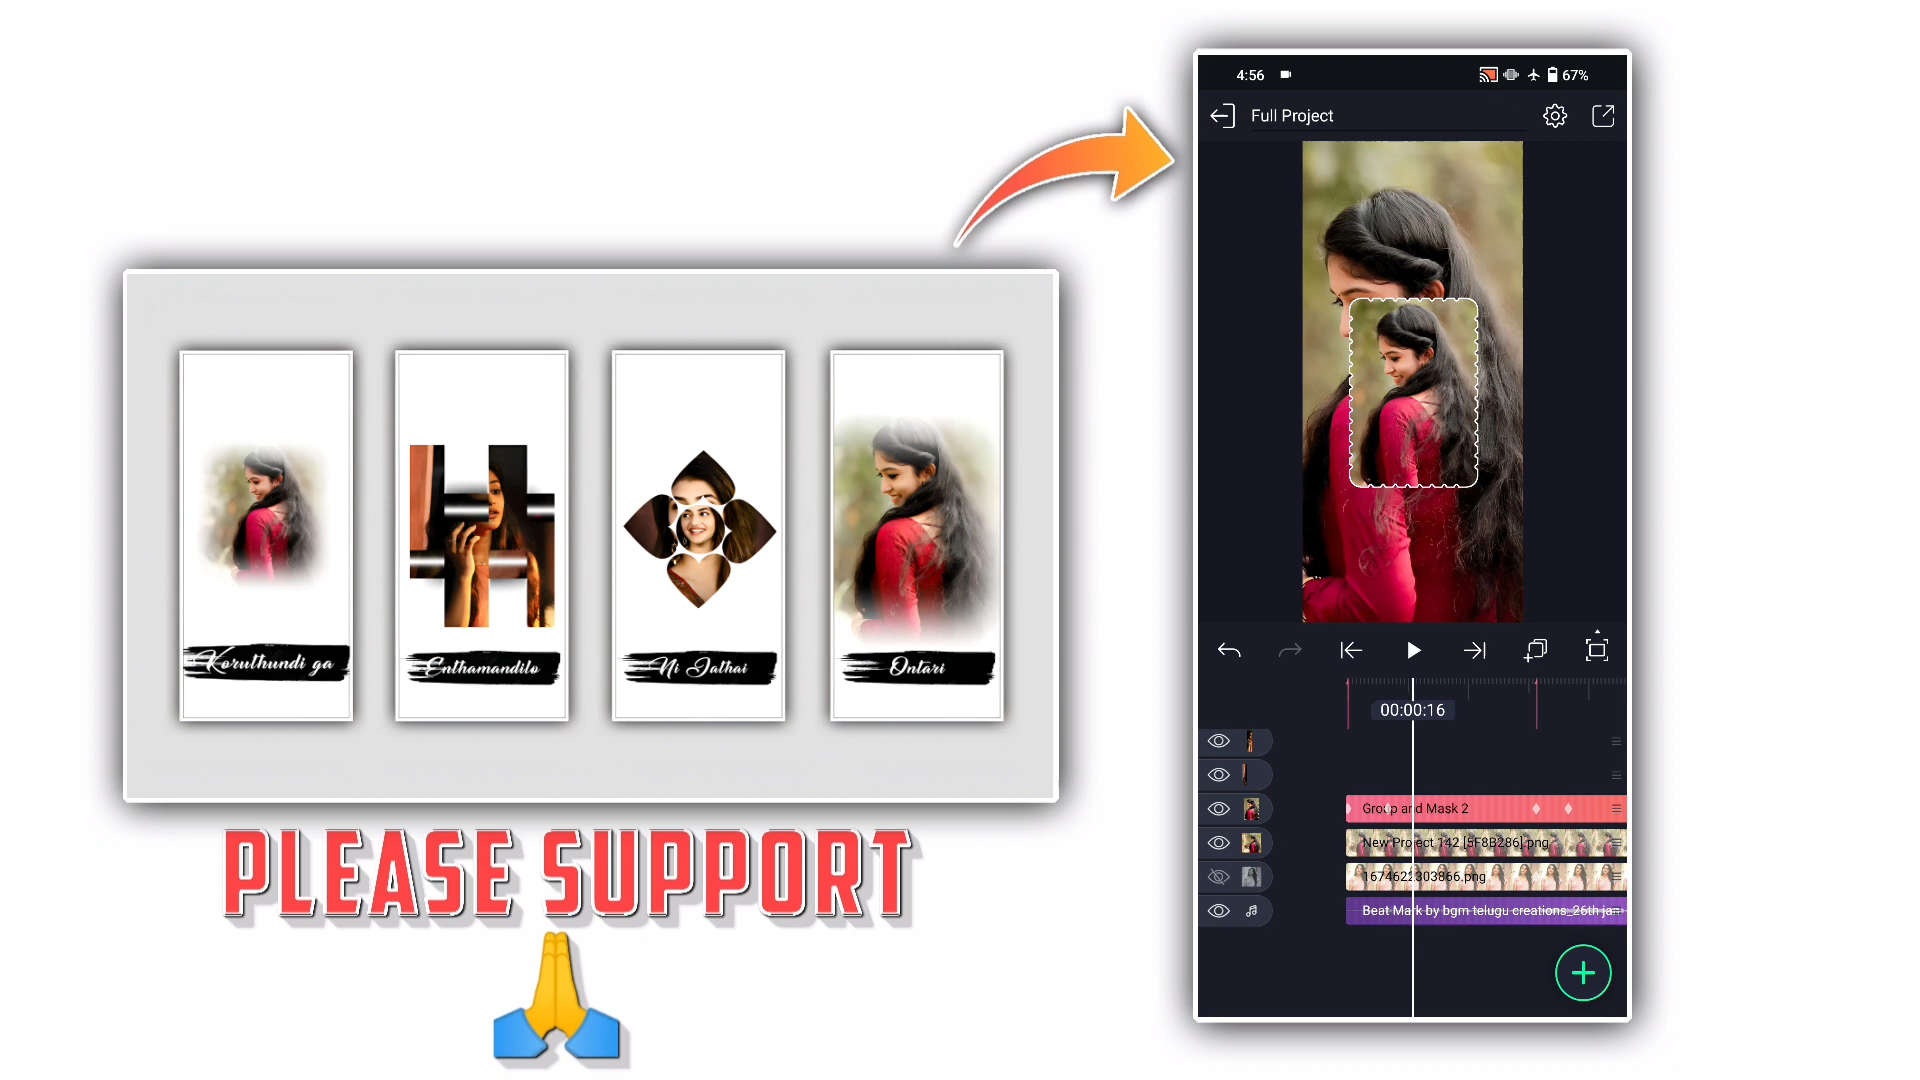 4:56
67%
Full Project
Koruthundi ga
Enthamandilo
Ni Jathai
Ontari
PLEASE SUPPORT
00:00:16
Group and Mask 2
New Project 142 [5F8B286].png
1674622303866.png
Beat Mark by bgm telugu creations_26th ja